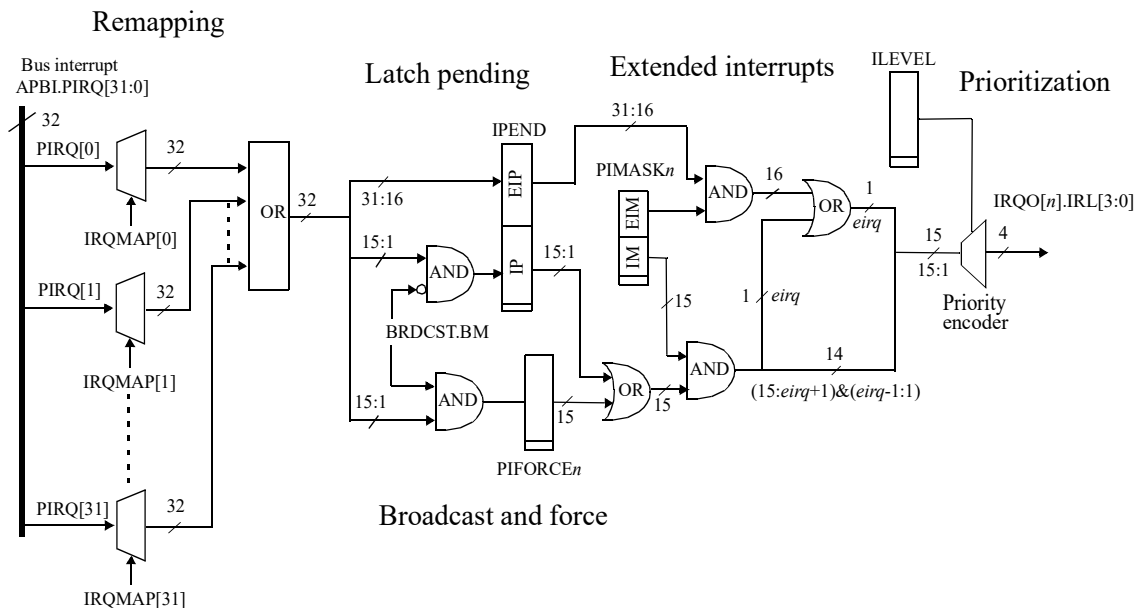 Remapping
Bus interrupt
APBI.PIRQ[31:0]
32
PIRQ[0]
32
IRQMAP[0]
PIRQ[1]
32
IRQMAP[1]
PIRQ[31]
32
IRQMAP[31]
OR
32
Latch pending
31:16
15:1
AND
BRDCST.BM
15:1
AND
IPEND
EIP
IP
15:1
PIFORCEn
15
Broadcast and force
OR
15
Extended interrupts
31:16
PIMASKn
EIM
IM
15
AND
16
OR
1
eirq
1
eirq
AND
14
(15:eirq+1)&(eirq-1:1)
ILEVEL
Prioritization
15
15:1
Priority
encoder
4
IRQO[n].IRL[3:0]